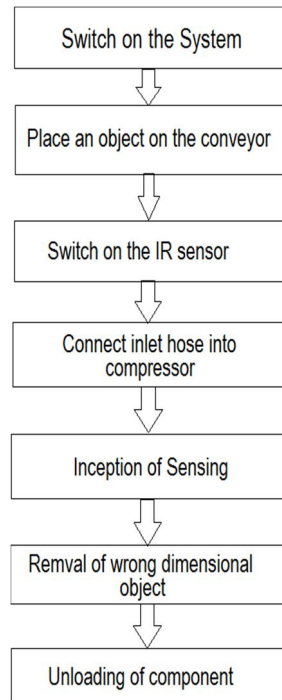 Switch on the System
Place an object on the conveyor
Switch on the IR sensor
Connect inlet hose into
compressor
Inception of Sensing
Remval of wrong dimensional
object
Unloading of component